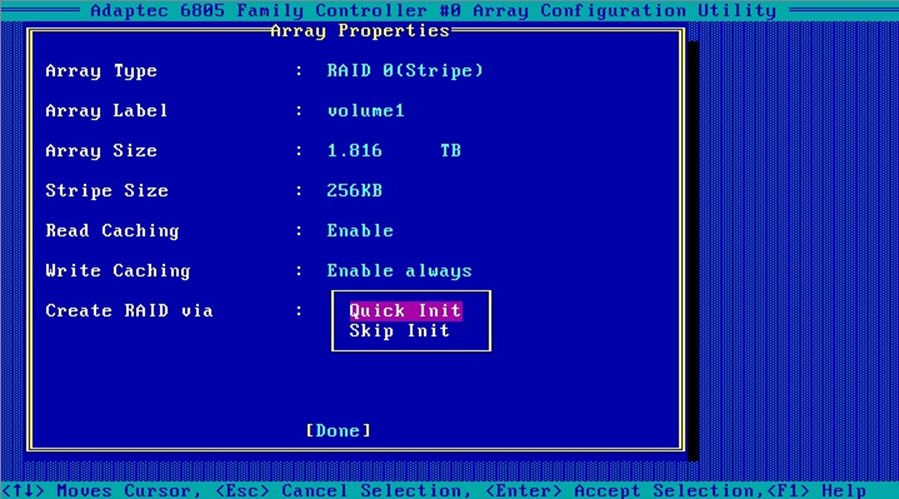 Adaptec 6805 Family Controller #0 Array Configuration Utility
Array Properties
Array Type : RAID 0(Stripe)
Array Label : volume1
Array Size : 1.816 TB
Stripe Size : 256KB
Read Caching : Enable
Write Caching : Enable always
Create RAID via : Quick Init
Skip Init
[Done]
<↑↓> Moves Cursor, <Esc> Cancel Selection, <Enter> Accept Selection,<F1> Help